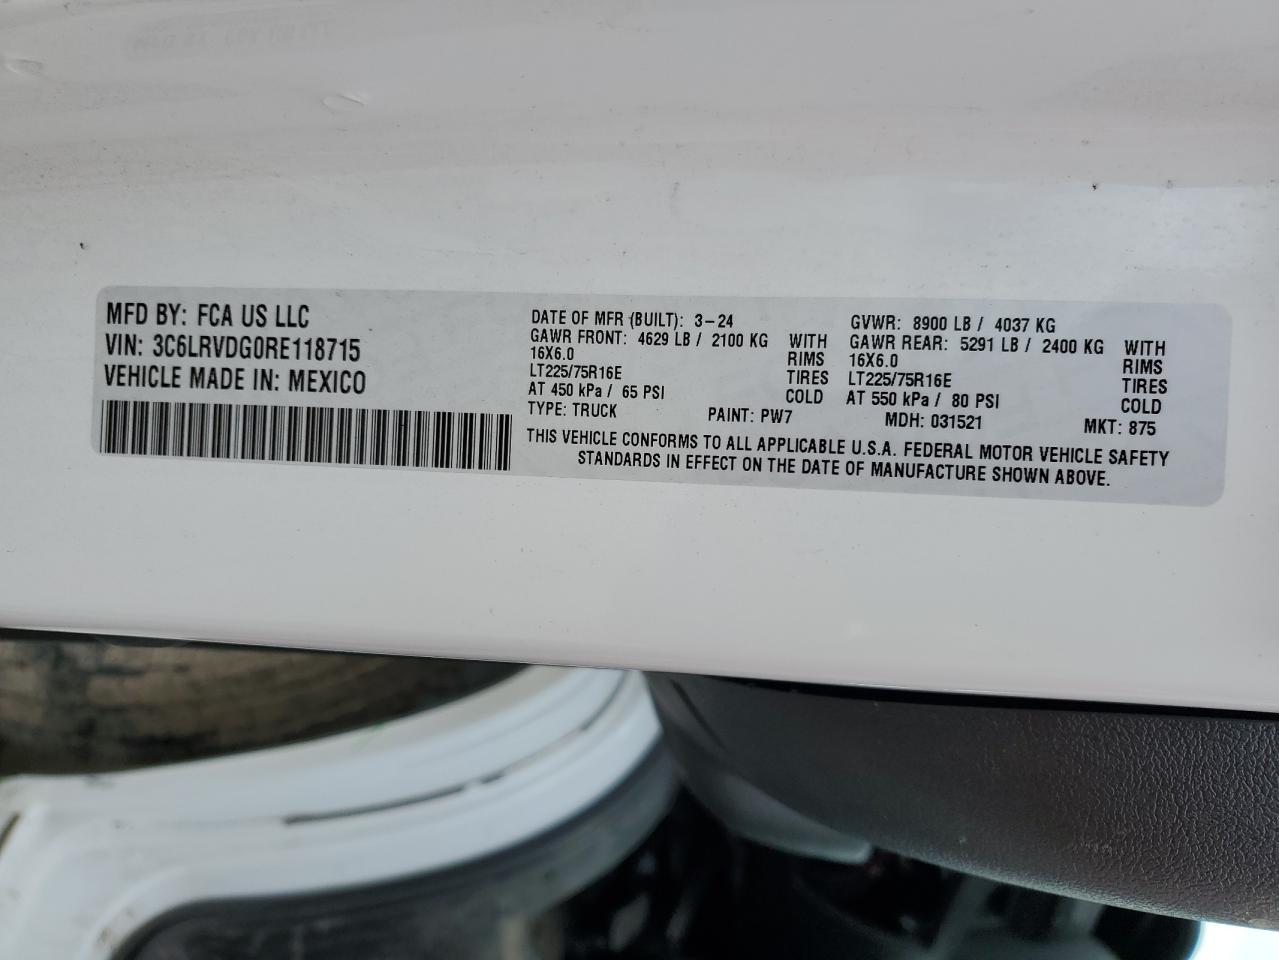 MFD BY: FCA US LLC
VIN: 3C6LRVDG0RE118715
VEHICLE MADE IN: MEXICO
DATE OF MFR (BUILT): 3-24
GAWR FRONT: 4629 LB / 2100 KG WITH
16X6.0 RIMS
LT225/75R16E TIRES
AT 450 kPa / 65 PSI COLD
TYPE: TRUCK PAINT: PW7
GVWR: 8900 LB / 4037 KG
GAWR REAR: 5291 LB / 2400 KG WITH
16X6.0 RIMS
LT225/75R16E TIRES
AT 550 kPa / 80 PSI COLD
MDH: 031521 MKT: 875
THIS VEHICLE CONFORMS TO ALL APPLICABLE U.S.A. FEDERAL MOTOR VEHICLE SAFETY
STANDARDS IN EFFECT ON THE DATE OF MANUFACTURE SHOWN ABOVE.